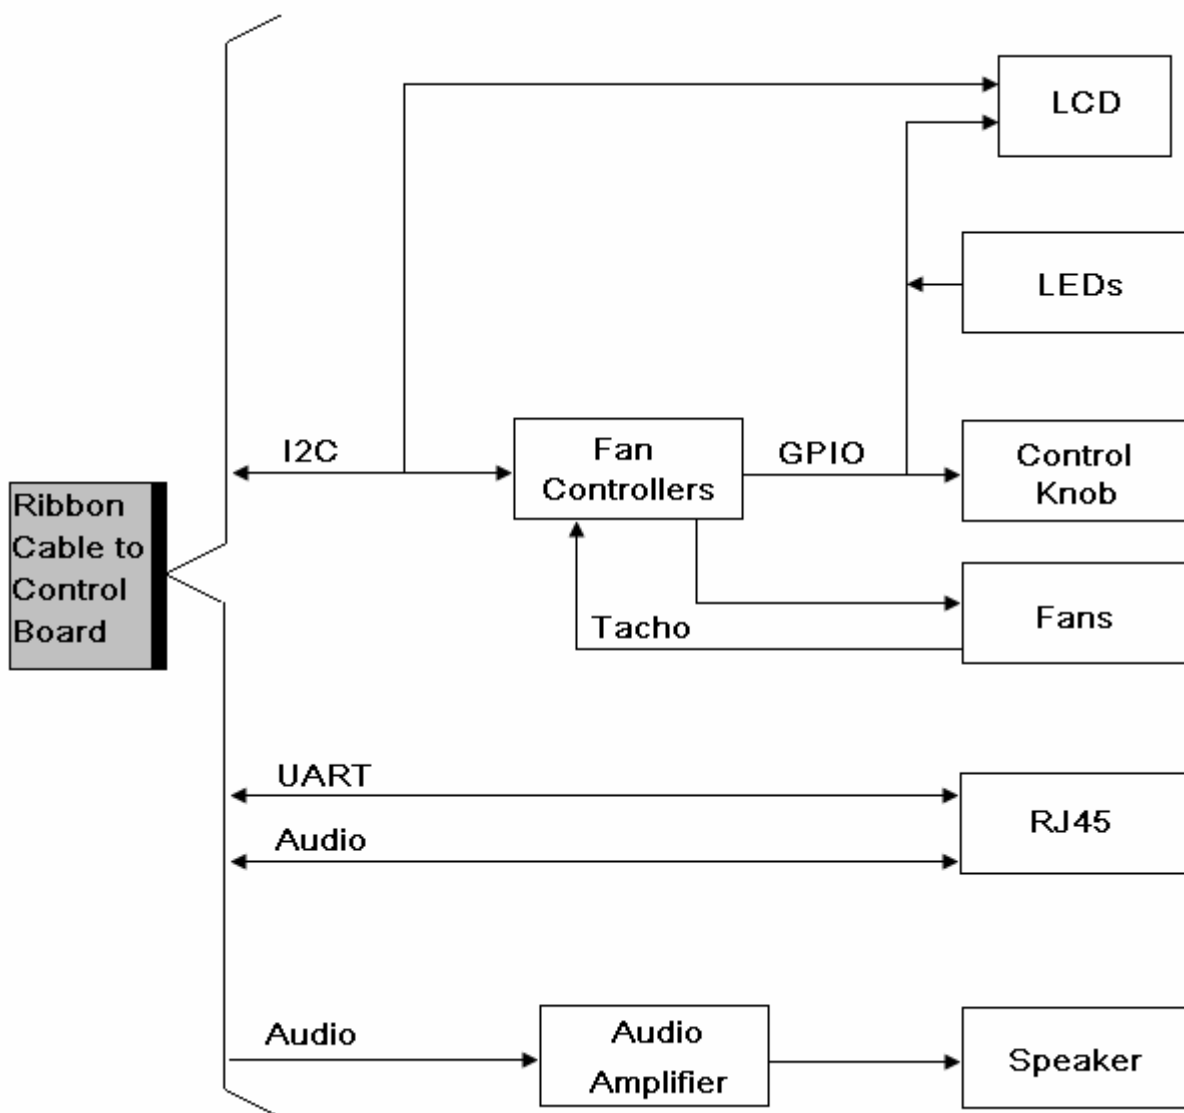 LCD
LEDs
I2C
Fan
Controllers
GPIO
Control
Knob
Ribbon
Cable to
Control
Board
Tacho
Fans
UART
RJ45
Audio
Audio
Audio
Amplifier
Speaker